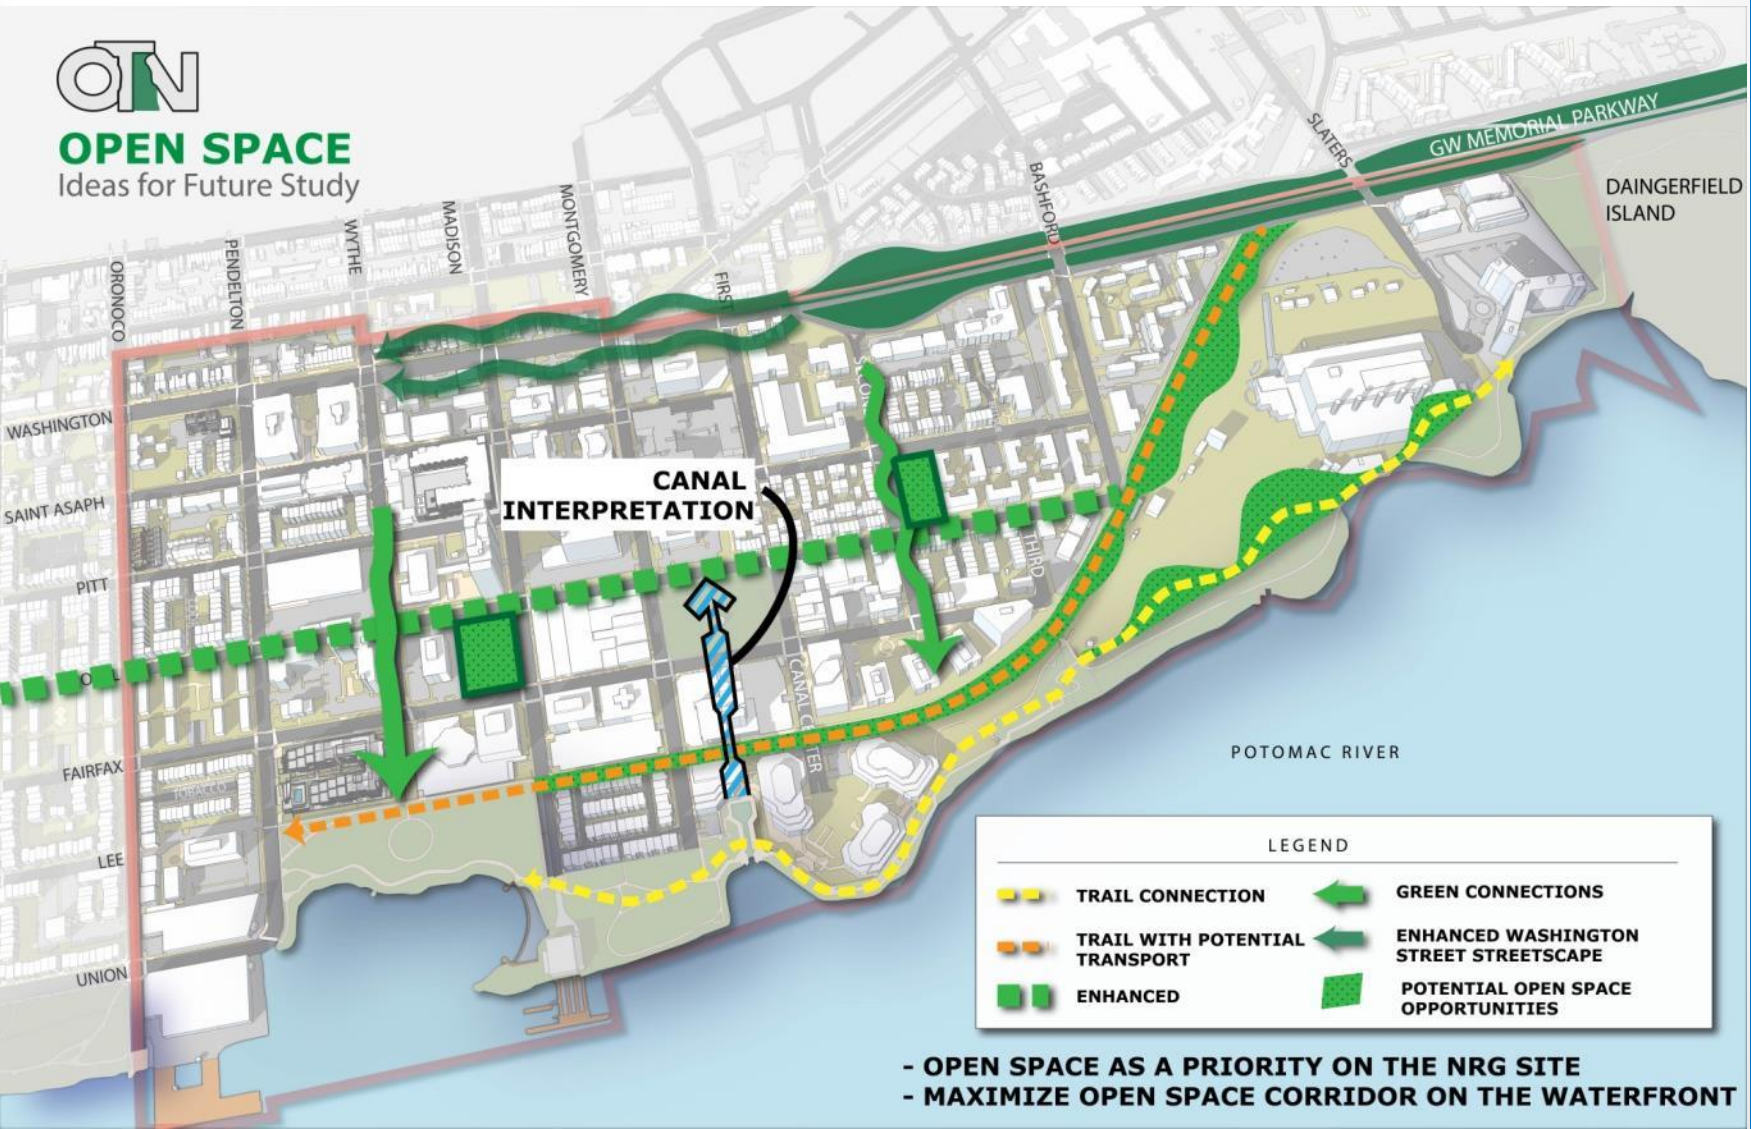 OTN
OPEN SPACE
Ideas for Future Study
ORONOCO
PENDELTON
WYTHE
MADISON
MONTGOMERY
FIRST
BASHFORD
SLATERS
GW MEMORIAL PARKWAY
DAINGERFIELD
ISLAND
WASHINGTON
SAINT ASAPH
PITT
FAIRFAX
LEE
UNION
TOBACCO
THIRD
CANAL
INTERPRETATION
POTOMAC RIVER
LEGEND
TRAIL CONNECTION
TRAIL WITH POTENTIAL
TRANSPORT
ENHANCED
GREEN CONNECTIONS
ENHANCED WASHINGTON
STREET STREETSCAPE
POTENTIAL OPEN SPACE
OPPORTUNITIES
- OPEN SPACE AS A PRIORITY ON THE NRG SITE
- MAXIMIZE OPEN SPACE CORRIDOR ON THE WATERFRONT